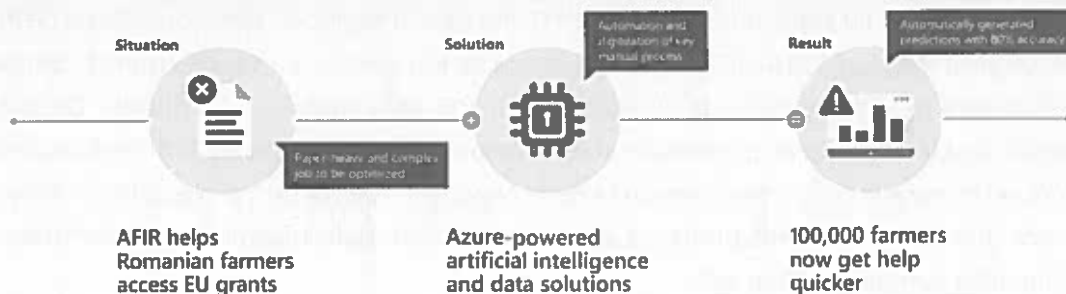 Situation
Paper-heavy and complex
job to be optimized
AFIR helps
Romanian farmers
access EU grants
Solution
Automation and
digitization of key
manual process
Azure-powered
artificial intelligence
and data solutions
Result
Automatically generated
predictions with 80% accuracy
100,000 farmers
now get help
quicker